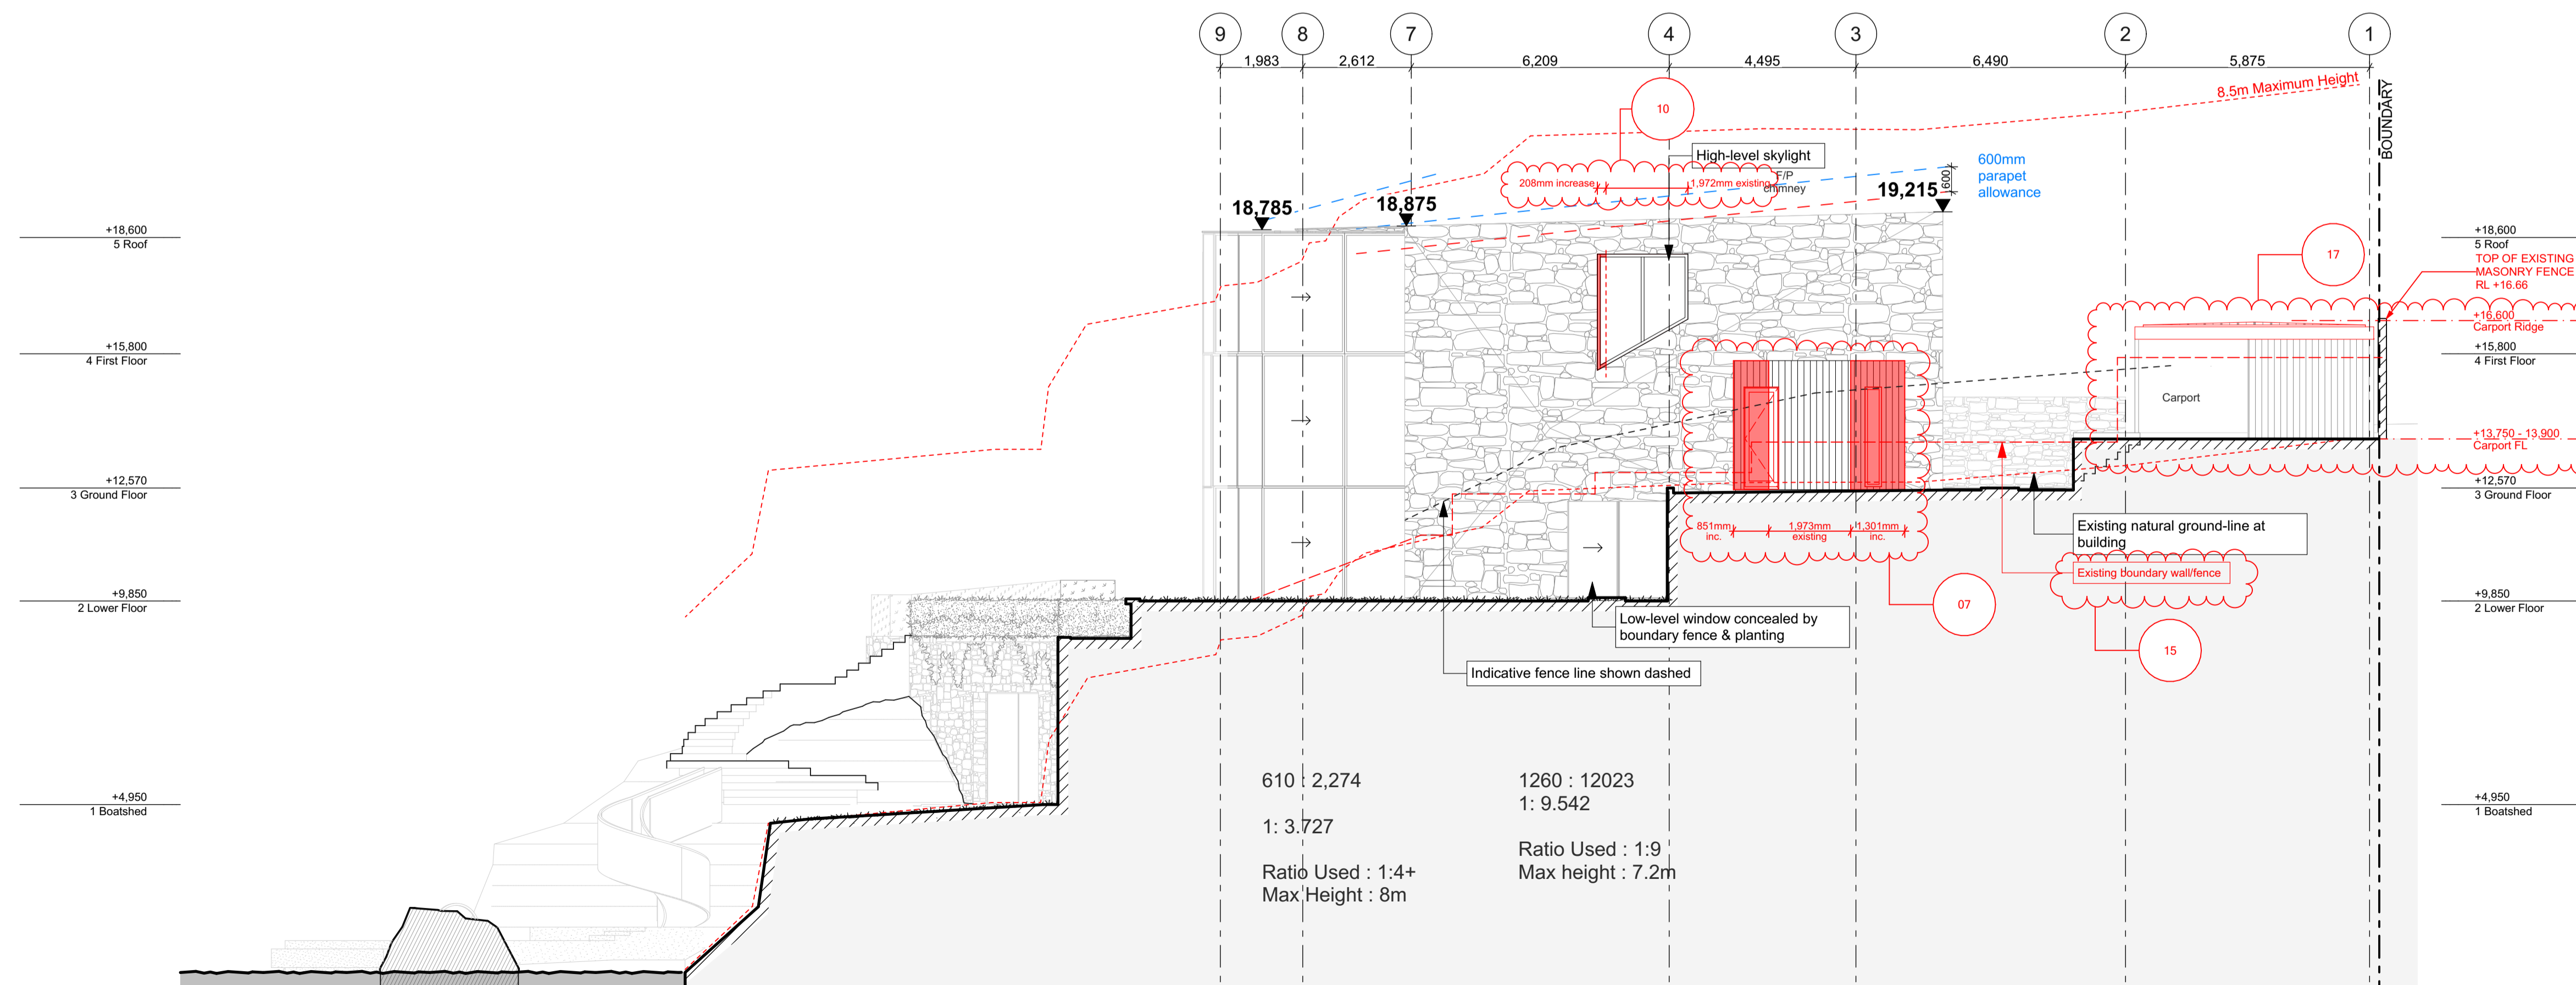 9
8
7
4
3
2
1
1,983
2,612
6,209
4,495
6,490
5,875
8.5m Maximum Height
BOUNDARY
10
High-level skylight
208mm increase
1,972mm existing
F/P
chmney
600
600mm
parapet
allowance
18,785
18,875
19,215
+18,600
5 Roof
+15,800
4 First Floor
+12,570
3 Ground Floor
+9,850
2 Lower Floor
+4,950
1 Boatshed
17
+18,600
5 Roof
TOP OF EXISTING
MASONRY FENCE
RL +16.66
+16,600
Carport Ridge
+15,800
4 First Floor
Carport
+13,750 - 13,900
Carport FL
+12,570
3 Ground Floor
851mm
inc.
1,973mm
existing
1,301mm
inc.
Existing natural ground-line at
building
Existing boundary wall/fence
07
15
+9,850
2 Lower Floor
Low-level window concealed by
boundary fence & planting
Indicative fence line shown dashed
610 : 2,274
1: 3.727
Ratio Used : 1:4+
Max Height : 8m
1260 : 12023
1: 9.542
Ratio Used : 1:9
Max height : 7.2m
+4,950
1 Boatshed